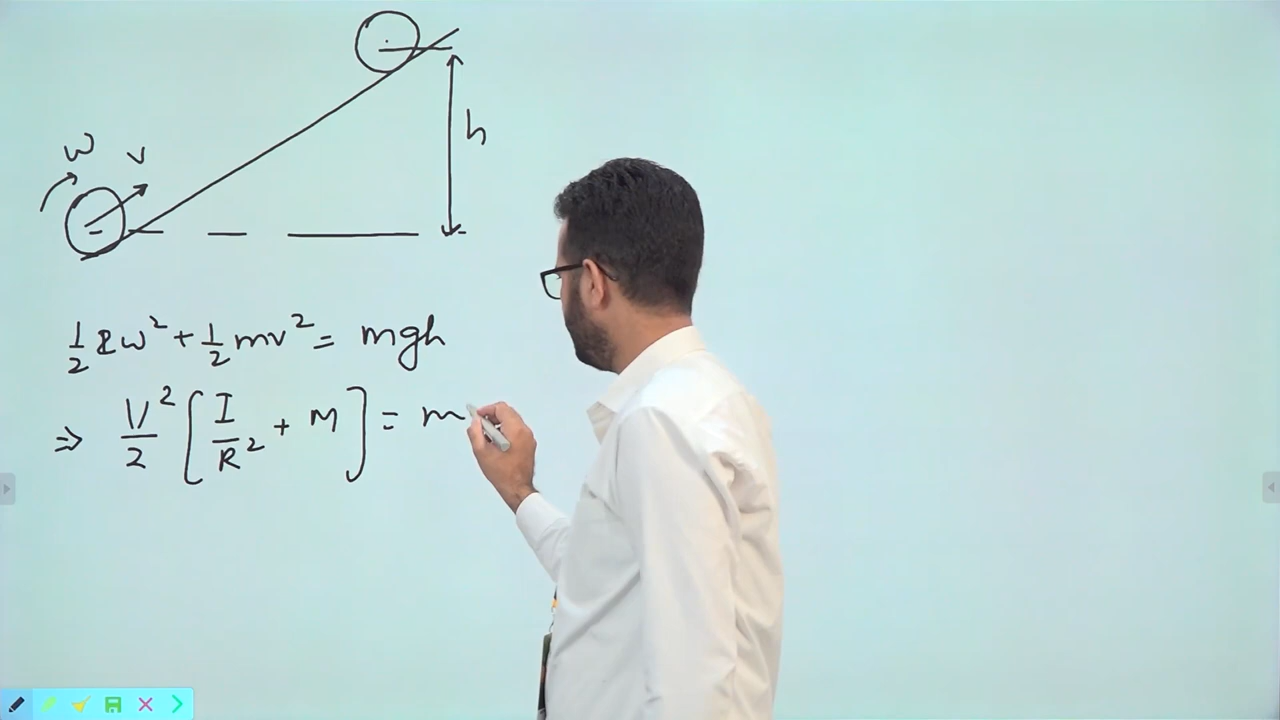 h
ω
v
1/2 Iω² + 1/2 mv² = mgh
⇒ V²/2 [I/R² + M] = m